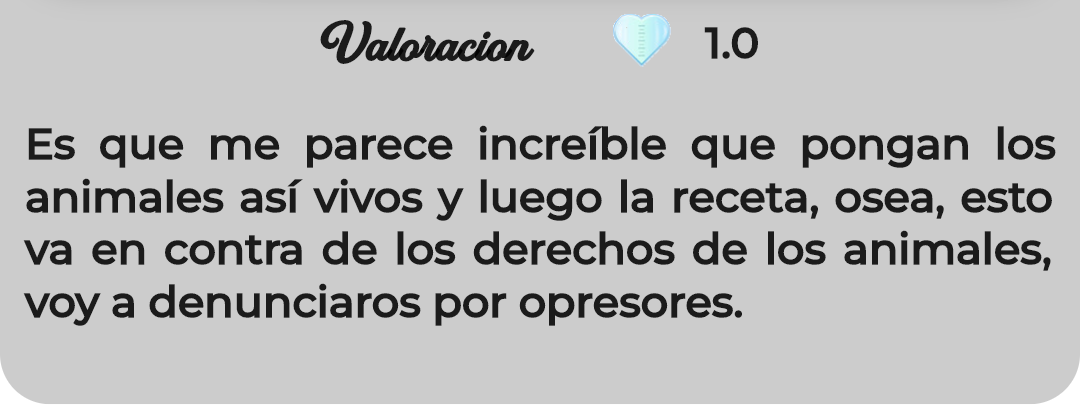 Valoracion 1.0
Es que me parece increíble que pongan los
animales así vivos y luego la receta, osea, esto
va en contra de los derechos de los animales,
voy a denunciaros por opresores.